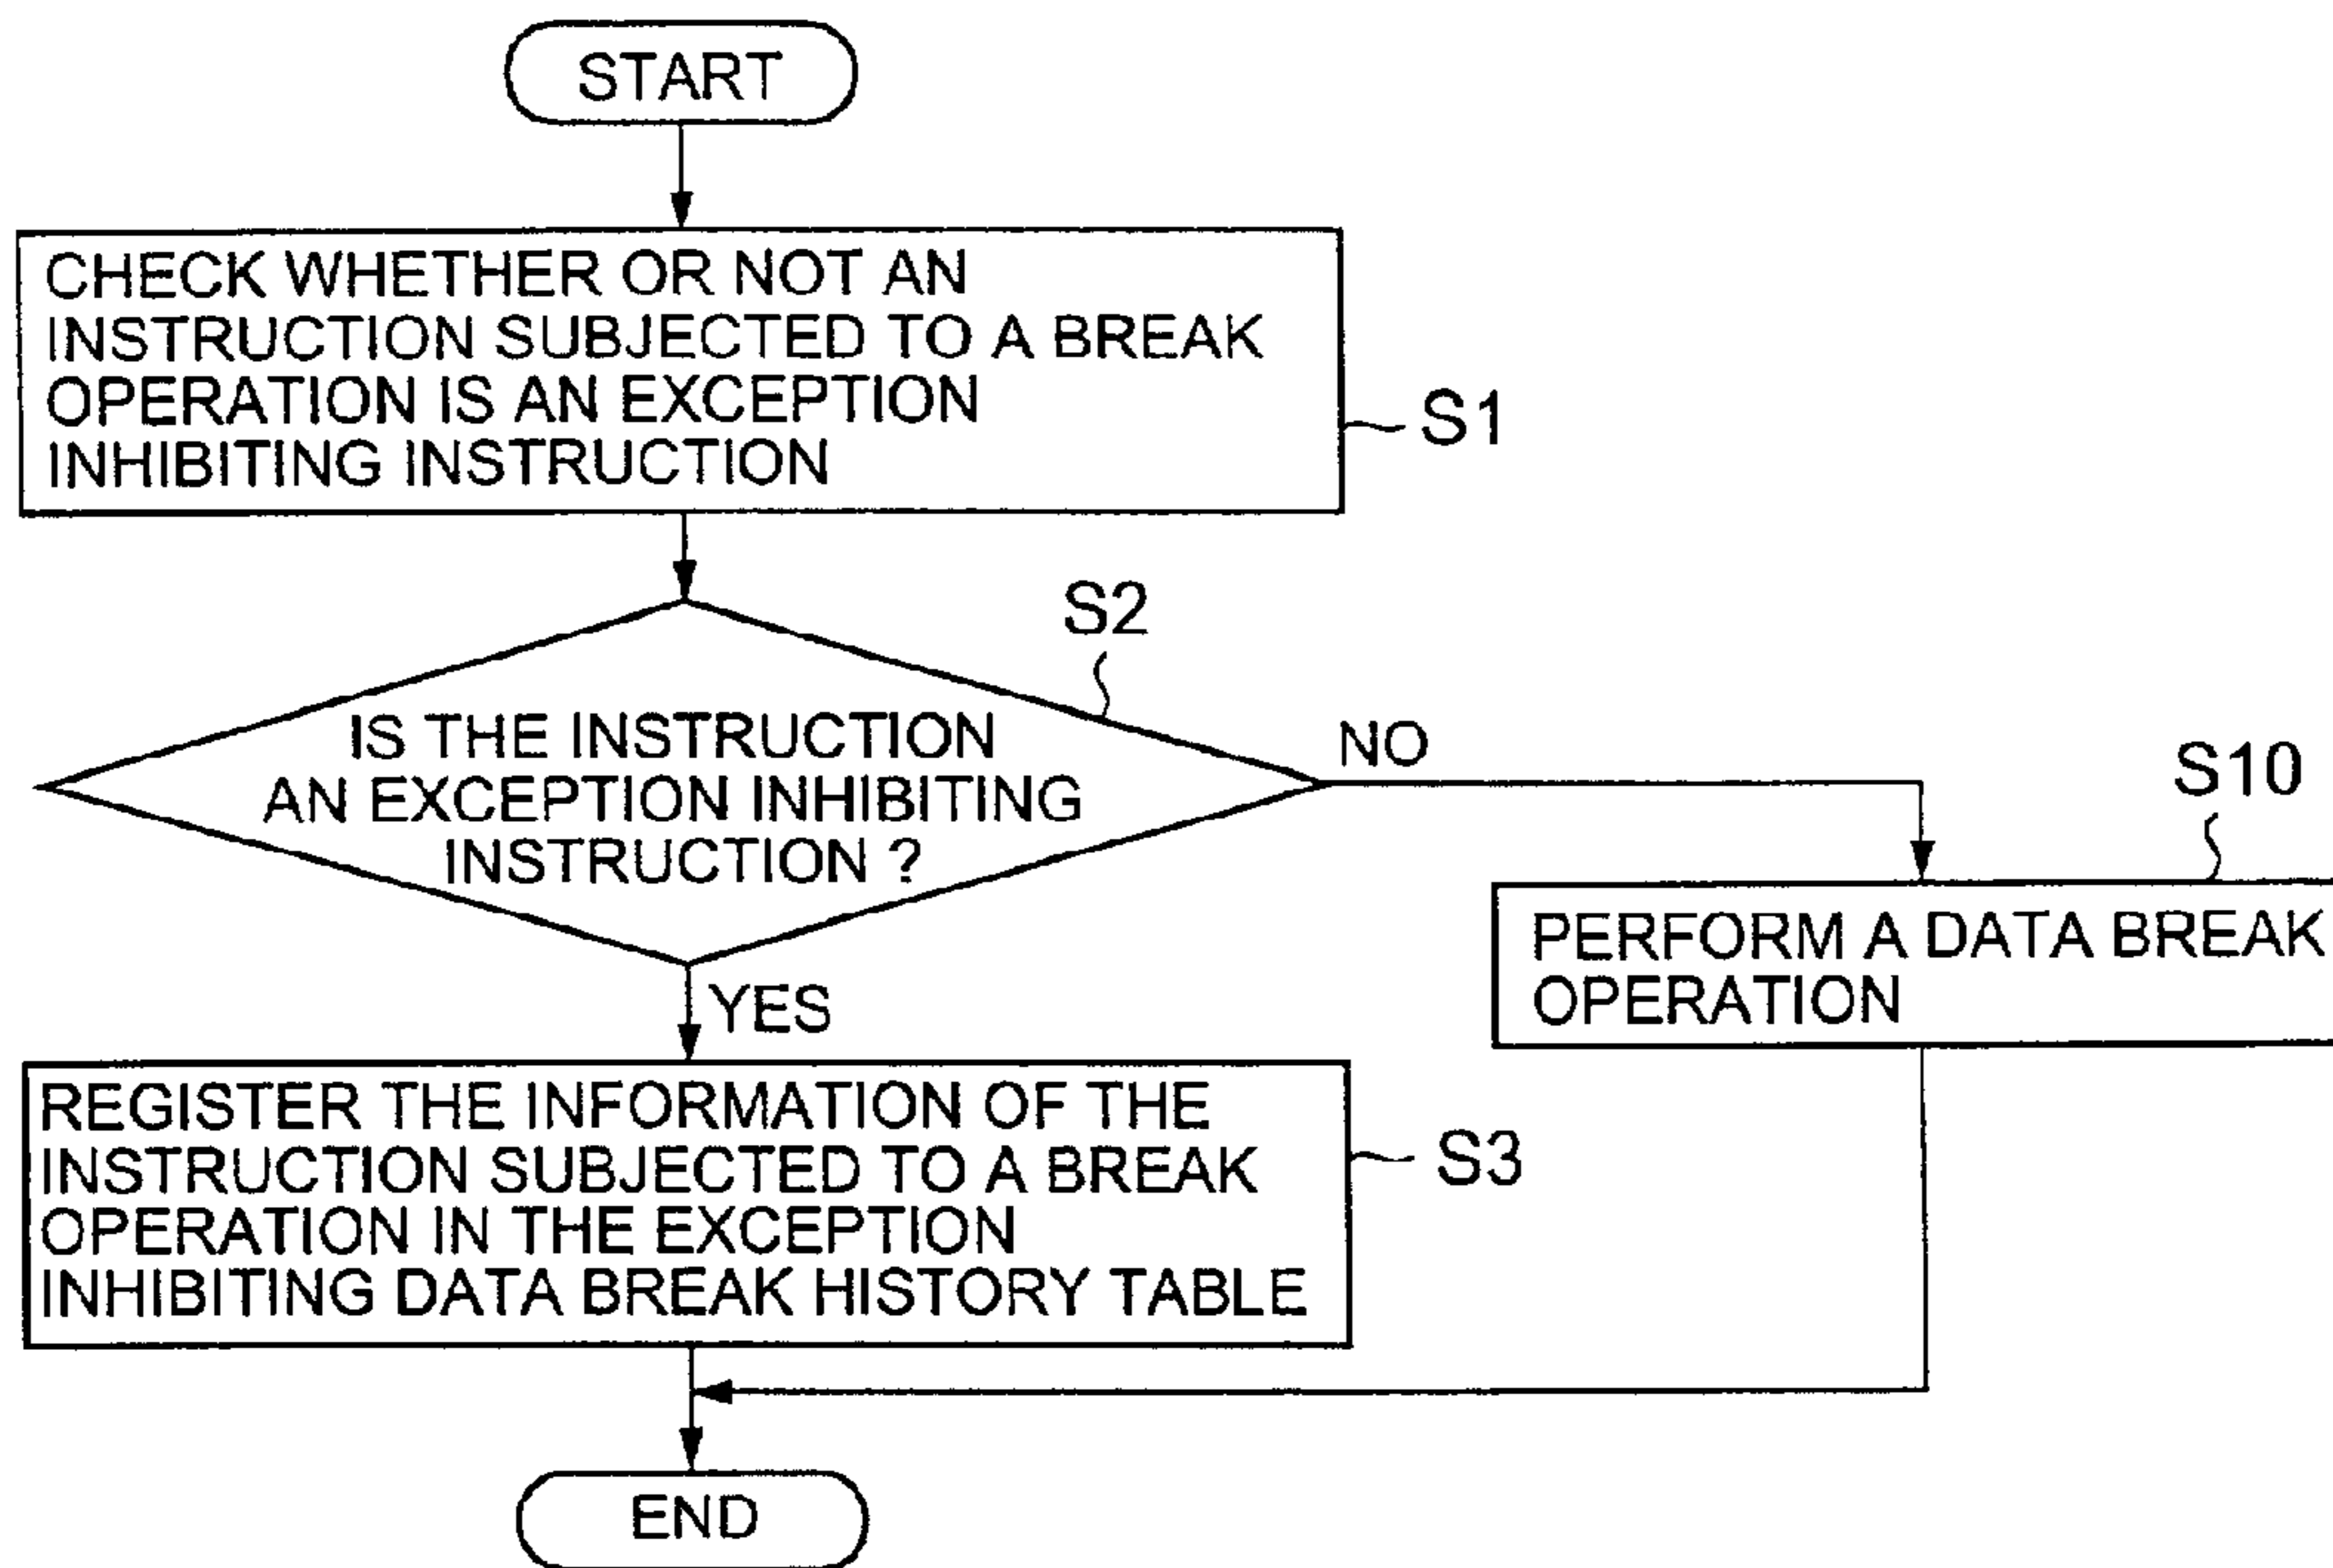 START
CHECK WHETHER OR NOT AN
INSTRUCTION SUBJECTED TO A BREAK
OPERATION IS AN EXCEPTION
INHIBITING INSTRUCTION
S1
S2
IS THE INSTRUCTION
AN EXCEPTION INHIBITING
INSTRUCTION ?
NO
S10
PERFORM A DATA BREAK
OPERATION
YES
REGISTER THE INFORMATION OF THE
INSTRUCTION SUBJECTED TO A BREAK
OPERATION IN THE EXCEPTION
INHIBITING DATA BREAK HISTORY TABLE
S3
END